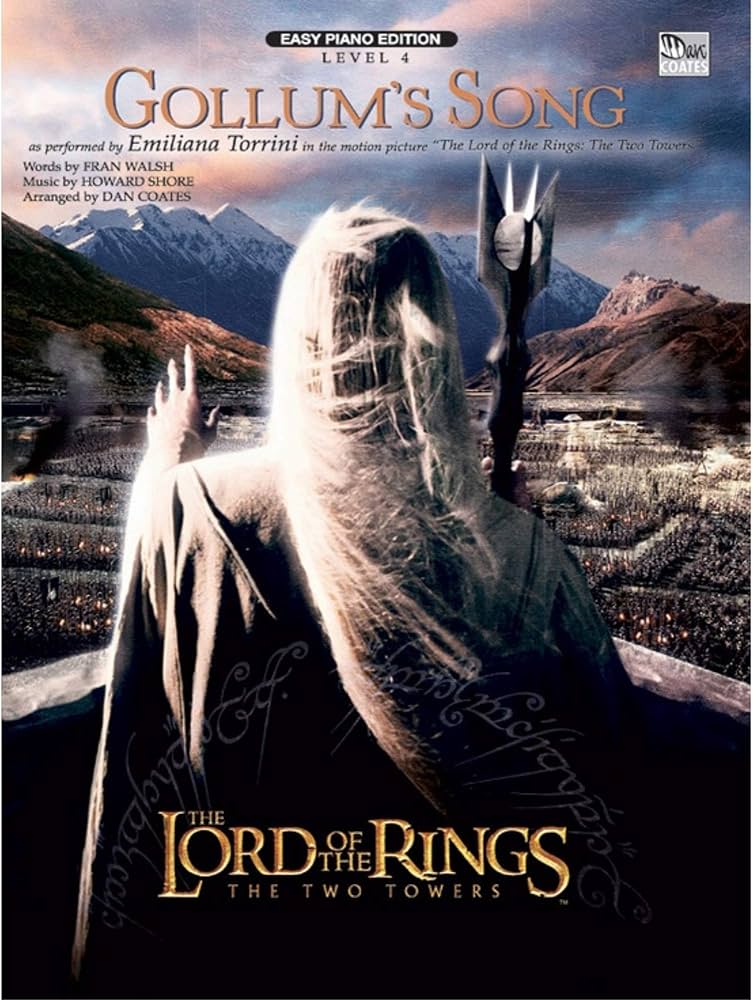 EASY PIANO EDITION
LEVEL 4
Dan
COATES
GOLLUM'S SONG
as performed by Emiliana Torrini in the motion picture "The Lord of the Rings: The Two Towers
Words by FRAN WALSH
Music by HOWARD SHORE
Arranged by DAN COATES
THE
LORD OF THE RINGS
THE TWO TOWERS
TM